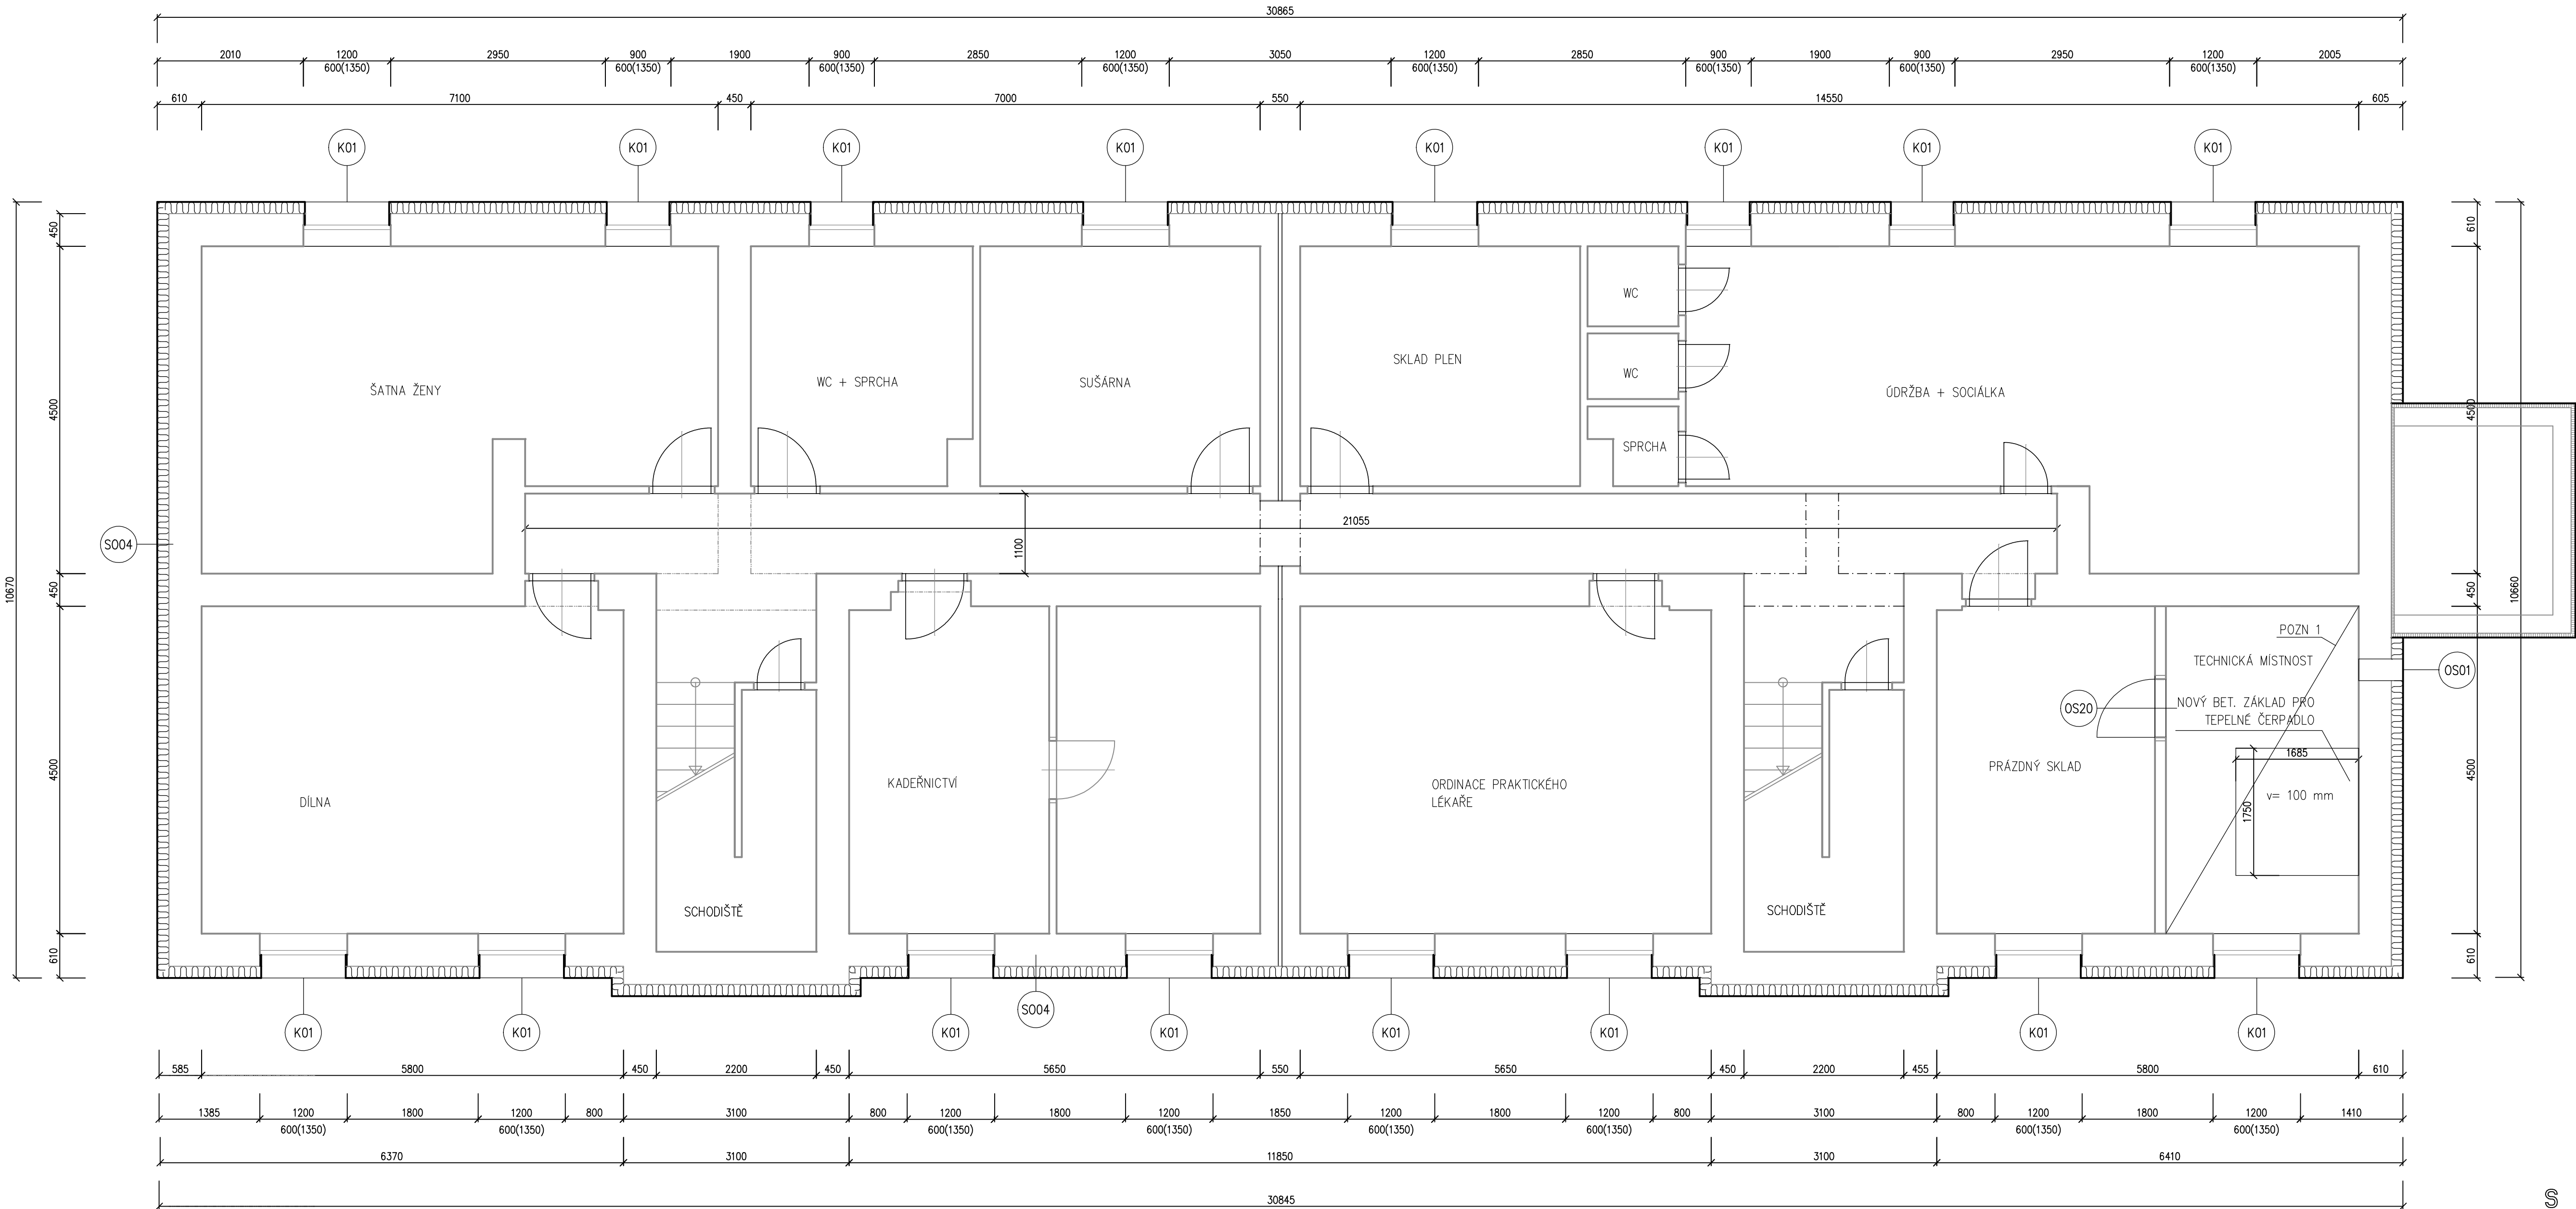 30865
2010 1200 2950 900 1900 900 2850 1200 3050 1200 2850 900 1900 900 2950 1200 2005
600(1350) 600(1350) 600(1350) 600(1350) 600(1350) 600(1350) 600(1350) 600(1350)
610 7100 450 7000 550 14550 605
K01 K01 K01 K01 K01 K01 K01 K01
10670
450
4500
450
4500
610
610
4500
450
4500
610
10660
ŠATNA ŽENY
WC + SPRCHA
SUŠÁRNA
SKLAD PLEN
WC
WC
SPRCHA
ÚDRŽBA + SOCIÁLKA
21055
1100
SO04
POZN 1
TECHNICKÁ MÍSTNOST
OS01
OS20
NOVÝ BET. ZÁKLAD PRO
TEPELNÉ ČERPADLO
1685
1750
v= 100 mm
DÍLNA
KADEŘNICTVÍ
ORDINACE PRAKTICKÉHO
LÉKAŘE
PRÁZDNÝ SKLAD
SCHODIŠTĚ
SCHODIŠTĚ
SO04
K01 K01 K01 K01 K01 K01 K01 K01
585 5800 450 2200 450 5650 550 5650 450 2200 455 5800 610
1385 1200 1800 1200 800 3100 800 1200 1800 1200 1850 1200 1800 1200 800 3100 800 1200 1800 1200 1410
600(1350) 600(1350) 600(1350) 600(1350) 600(1350) 600(1350) 600(1350) 600(1350)
6370 3100 11850 3100 6410
30845
S